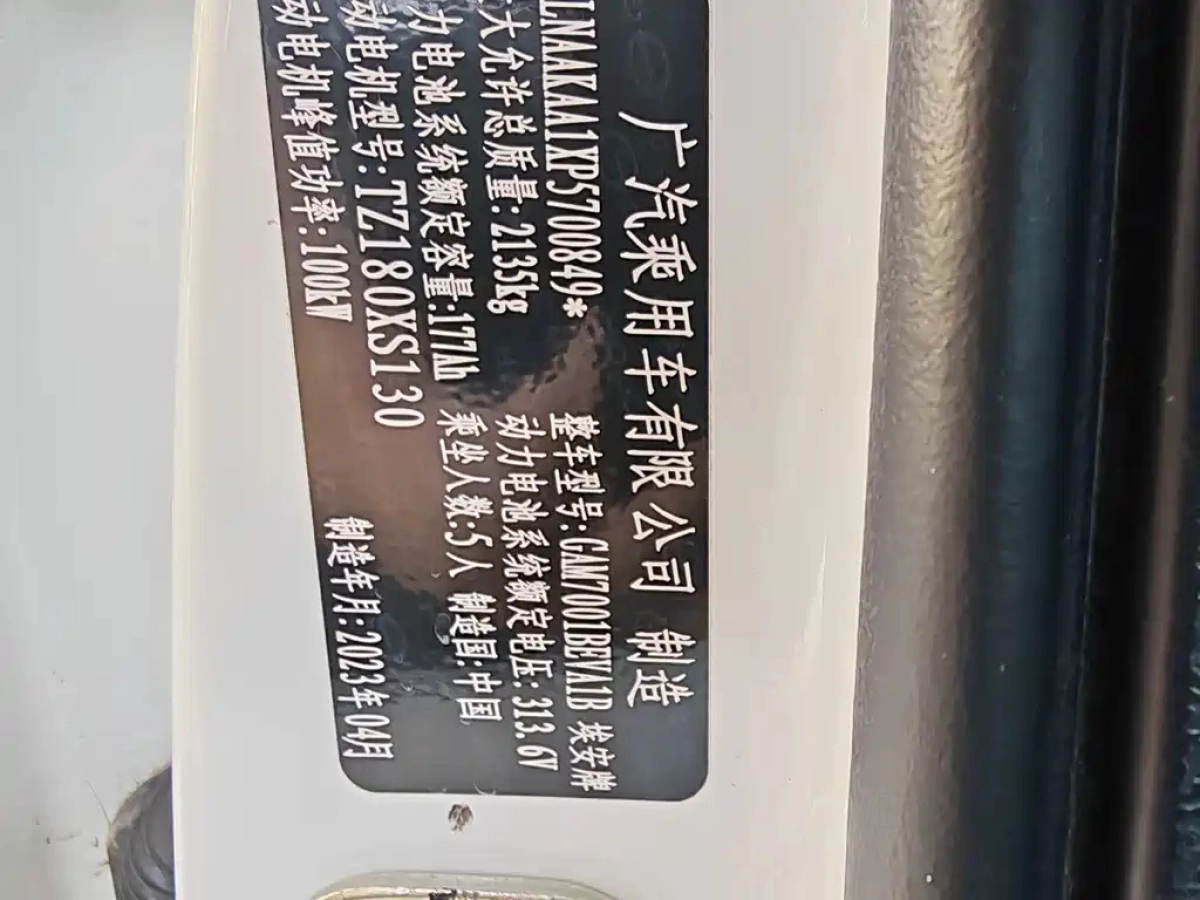 广汽乘用车有限公司 制造
LNAAKAA1XP5700849* 整车型号:GAM7001BEVA1B 埃安牌
大允许总质量:2135kg 动力电池系统额定电压:313.6V
力电池系统额定容量:177Ah 乘坐人数:5人 制造国:中国
动电机型号:TZ180XS130
动电机峰值功率:100kW 制造年月:2023年04月